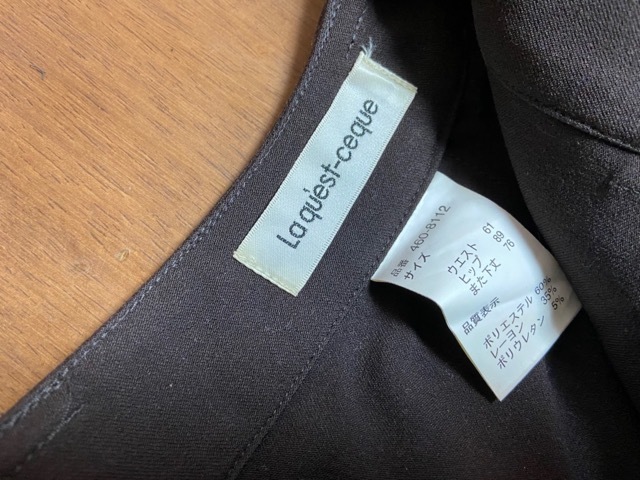 La qúest-ceque
品番 460-8112
サイズ
ウエスト 61
ヒップ 89
また下丈 76
品質表示
ポリエステル 60%
レーヨン 35%
ポリウレタン 5%